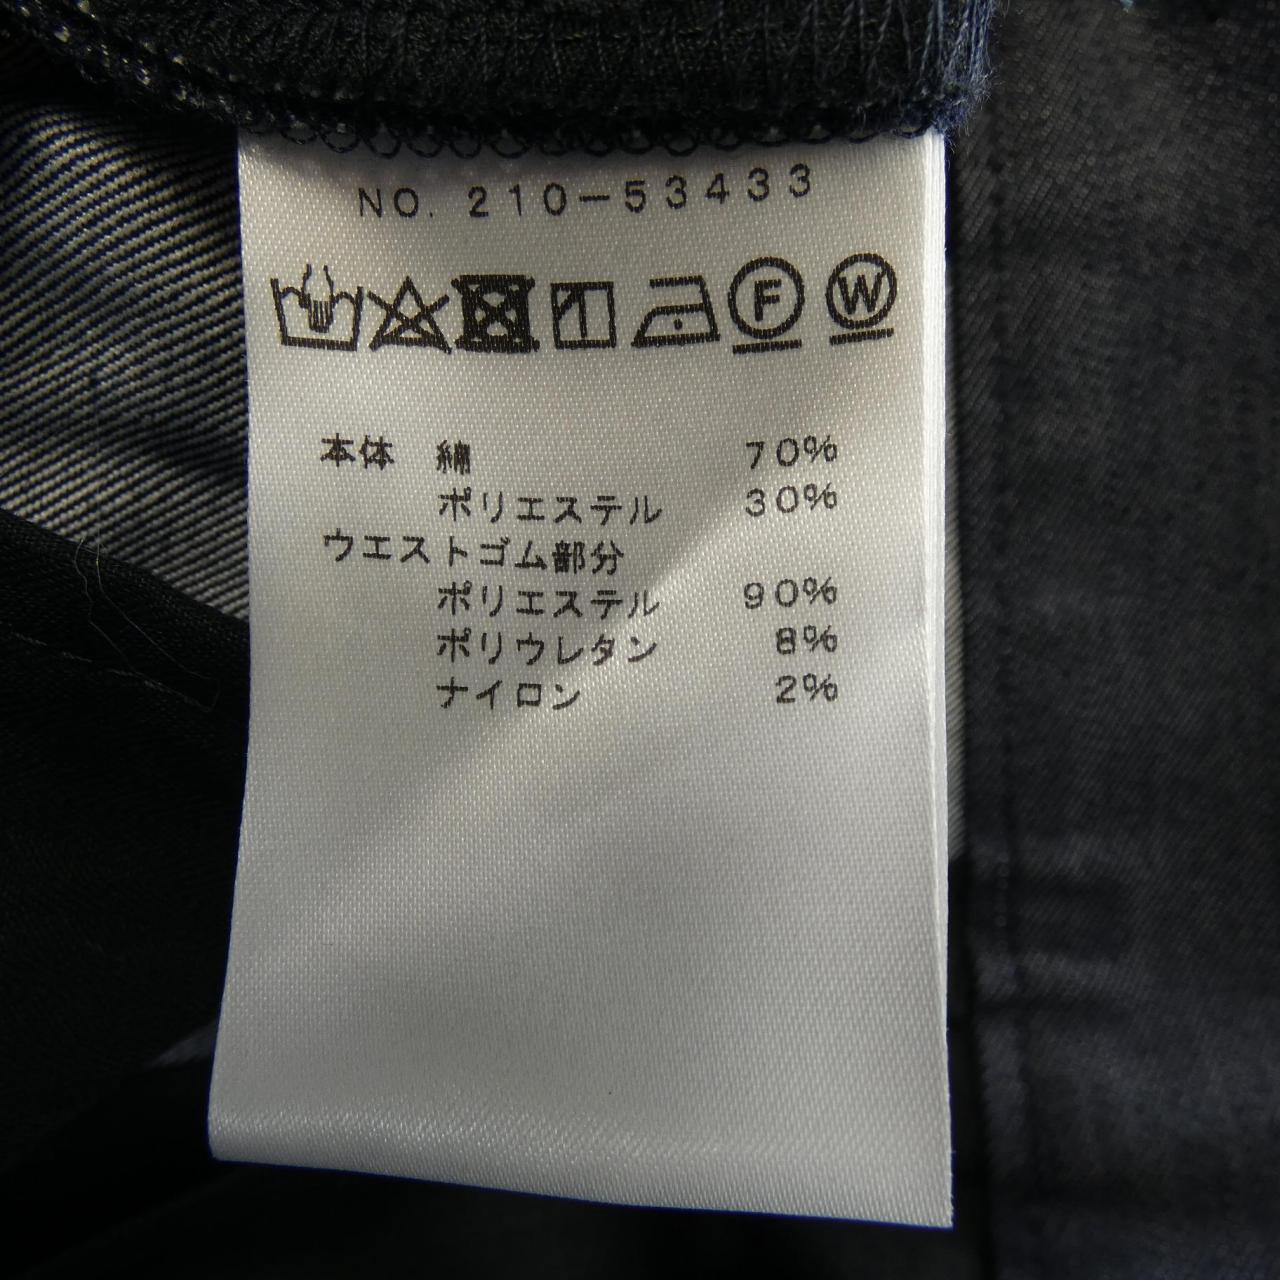 NO. 210-53433
F W
本体 綿 70%
ポリエステル 30%
ウエストゴム部分
ポリエステル 90%
ポリウレタン 8%
ナイロン 2%